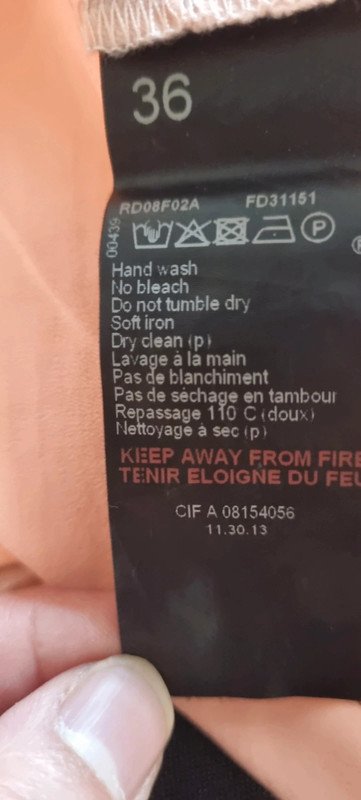 36
RD08F02A FD31151
00439
P
Hand wash
No bleach
Do not tumble dry
Soft iron
Dry clean (p)
Lavage à la main
Pas de blanchiment
Pas de séchage en tambour
Repassage 110 C (doux)
Nettoyage à sec (p)
KEEP AWAY FROM FIRE
TENIR ELOIGNE DU FEU
CIF A 08154056
11.30.13